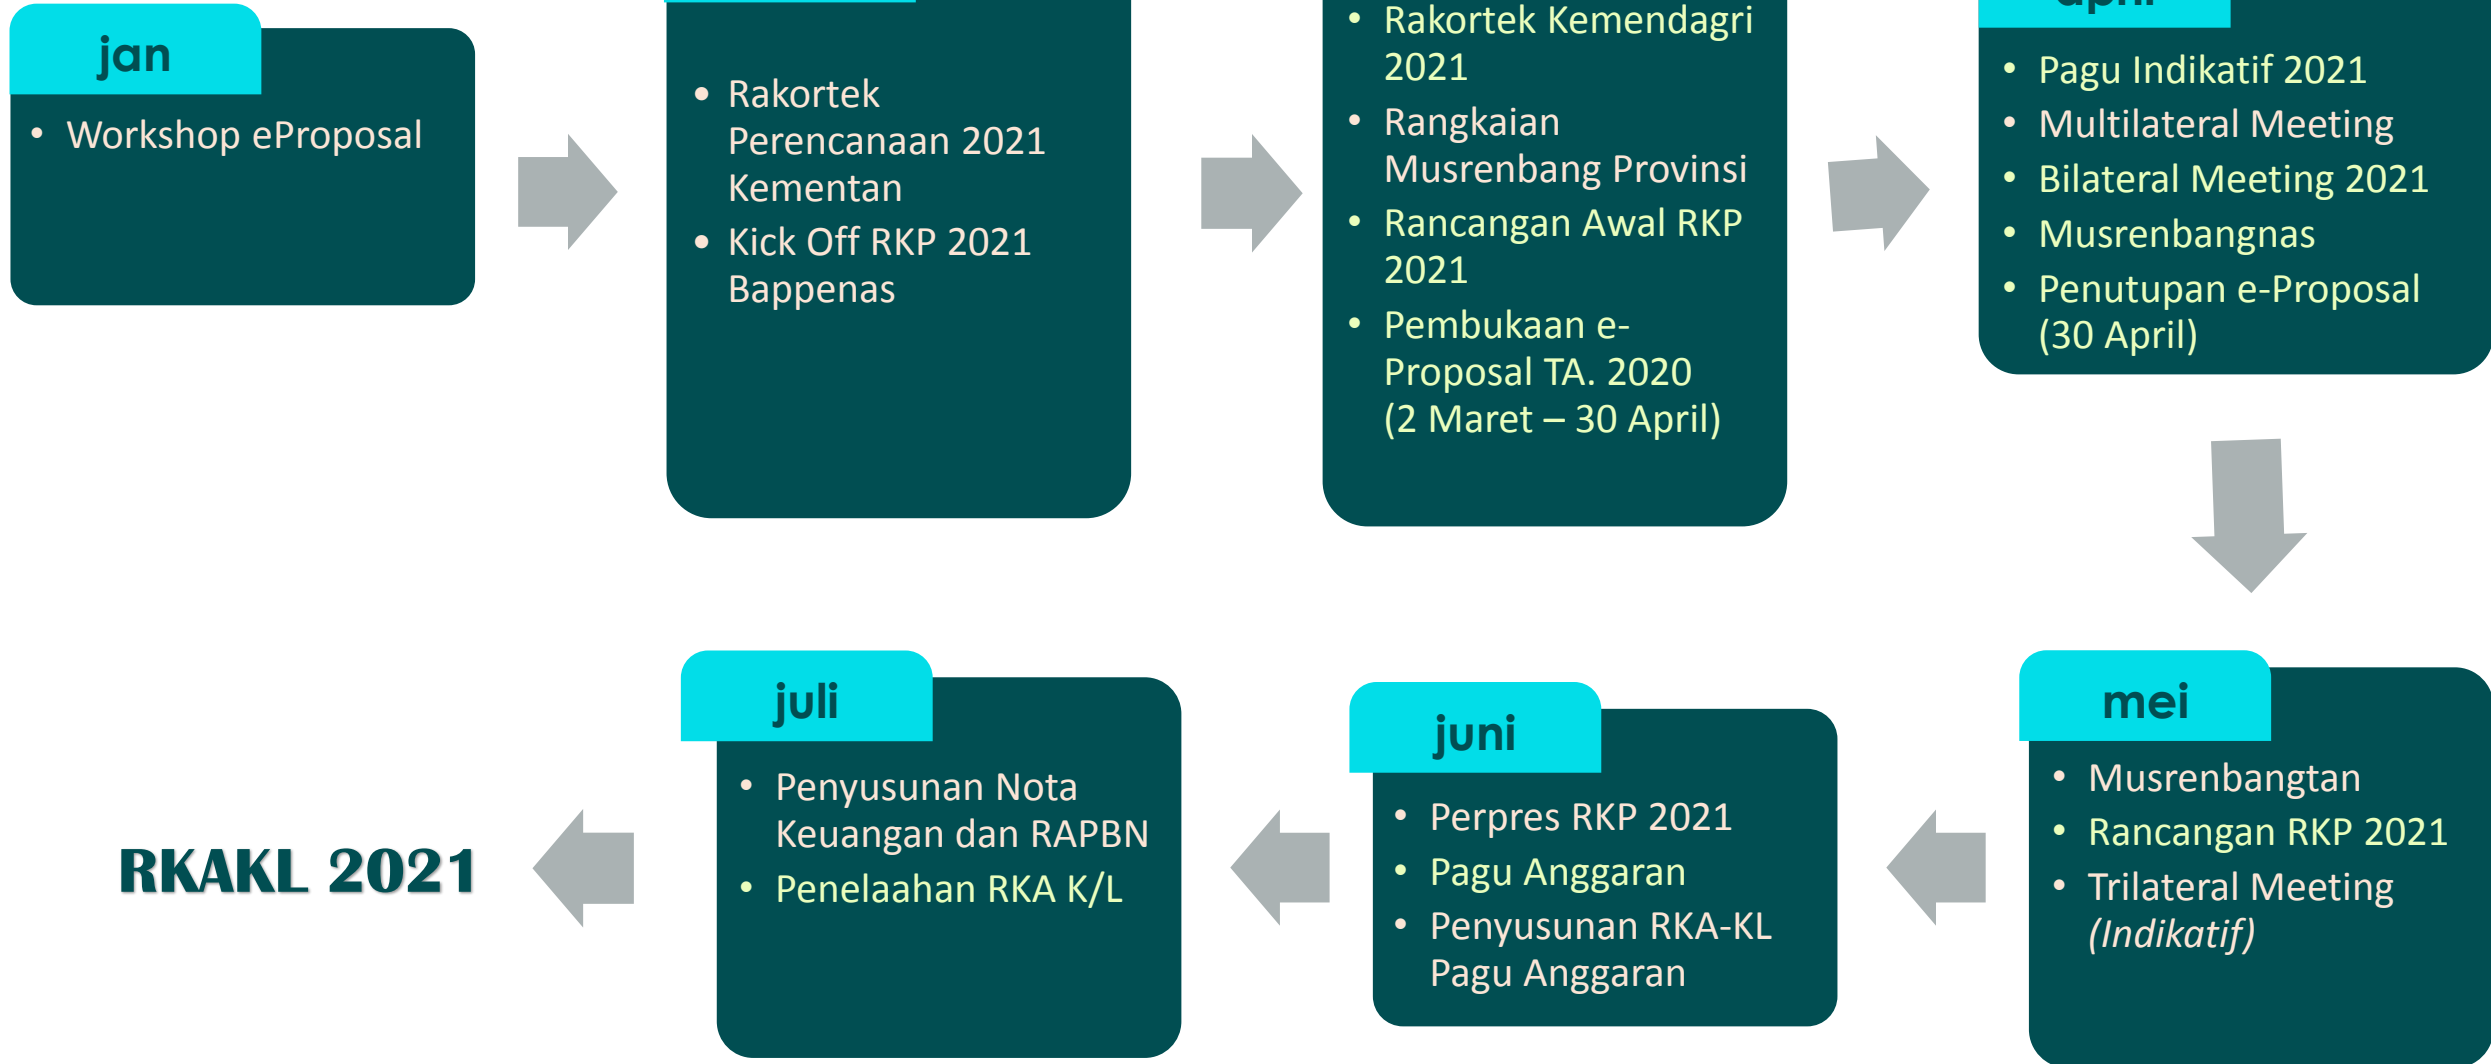 jan
• Workshop eProposal
• Rakortek
Perencanaan 2021
Kementan
• Kick Off RKP 2021
Bappenas
• Rakortek Kemendagri
2021
• Rangkaian
Musrenbang Provinsi
• Rancangan Awal RKP
2021
• Pembukaan e-
Proposal TA. 2020
(2 Maret – 30 April)
april
• Pagu Indikatif 2021
• Multilateral Meeting
• Bilateral Meeting 2021
• Musrenbangnas
• Penutupan e-Proposal
(30 April)
mei
• Musrenbangtan
• Rancangan RKP 2021
• Trilateral Meeting
(Indikatif)
juni
• Perpres RKP 2021
• Pagu Anggaran
• Penyusunan RKA-KL
Pagu Anggaran
juli
• Penyusunan Nota
Keuangan dan RAPBN
• Penelaahan RKA K/L
RKAKL 2021